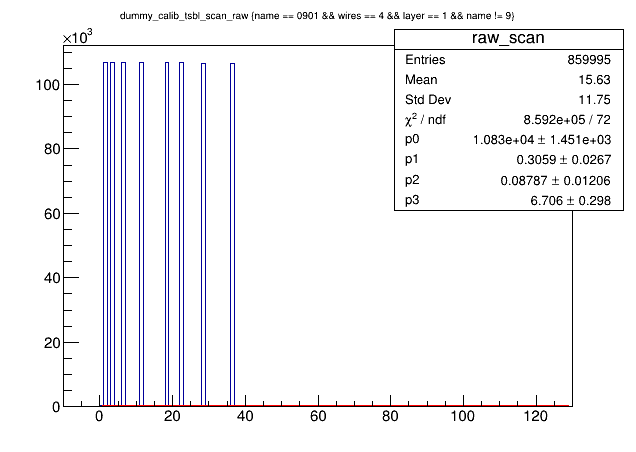 dummy_calib_tsbl_scan_raw {name == 0901 && wires == 4 && layer == 1 && name != 9}
×10³
raw_scan
Entries 859995
Mean 15.63
Std Dev 11.75
χ² / ndf 8.592e+05 / 72
p0 1.083e+04 ± 1.451e+03
p1 0.3059 ± 0.0267
p2 0.08787 ± 0.01206
p3 6.706 ± 0.298
100
80
60
40
20
0
0 20 40 60 80 100 120